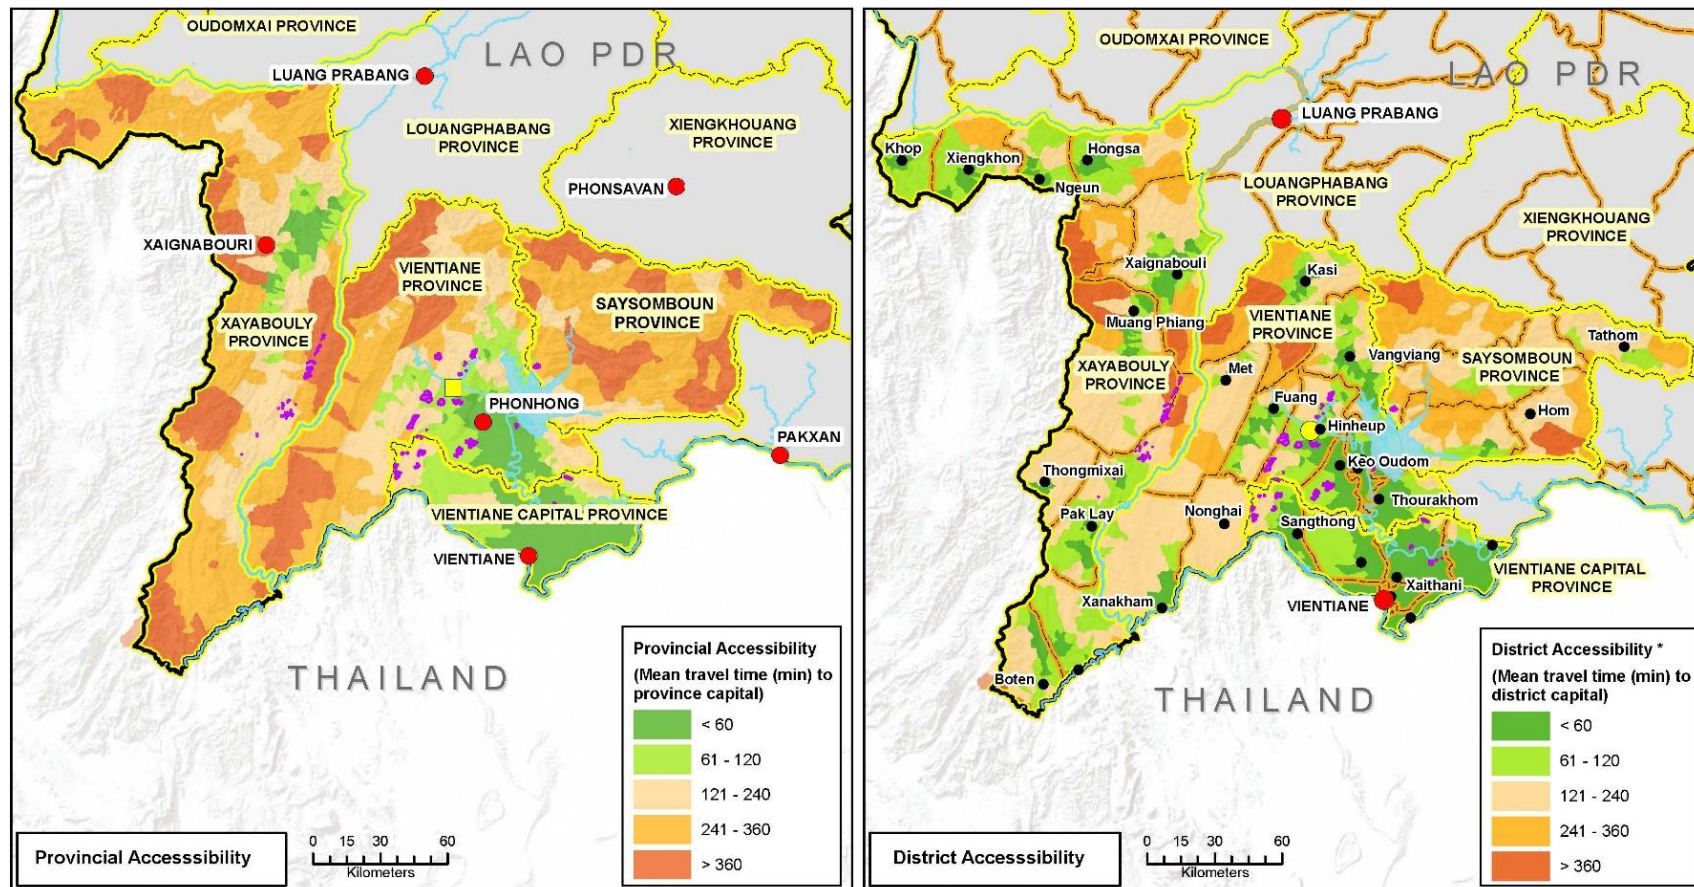 OUDOMXAI PROVINCE
LAO PDR
LUANG PRABANG
LOUANGPHABANG
PROVINCE
XIENGKHOUANG
PROVINCE
PHONSAVAN
XAIGNABOURI
VIENTIANE
PROVINCE
SAYSOMBOUN
PROVINCE
XAYABOULY
PROVINCE
PHONHONG
PAKXAN
VIENTIANE CAPITAL PROVINCE
VIENTIANE
THAILAND
Provincial Accessibility
(Mean travel time (min) to
province capital)
< 60
61 - 120
121 - 240
241 - 360
> 360
Provincial Accesssibility
0 15 30 60
Kilometers
OUDOMXAI PROVINCE
LAO PDR
LUANG PRABANG
Khop
Xiengkhon
Hongsa
Ngeun
LOUANGPHABANG
PROVINCE
XIENGKHOUANG
PROVINCE
Xaignabouli
Kasi
Muang Phiang
VIENTIANE
PROVINCE
Tathom
Vangviang
SAYSOMBOUN
PROVINCE
XAYABOULY
PROVINCE
Met
Fuang
Hom
Hinheup
Keo Oudom
Thongmixai
Thourakhom
Pak Lay
Nonghai
Sangthong
VIENTIANE CAPITAL
PROVINCE
Xaithani
Xanakham
VIENTIANE
Boten
THAILAND
District Accessibility *
(Mean travel time (min) to
district capital)
< 60
61 - 120
121 - 240
241 - 360
> 360
District Accesssibility
0 15 30 60
Kilometers